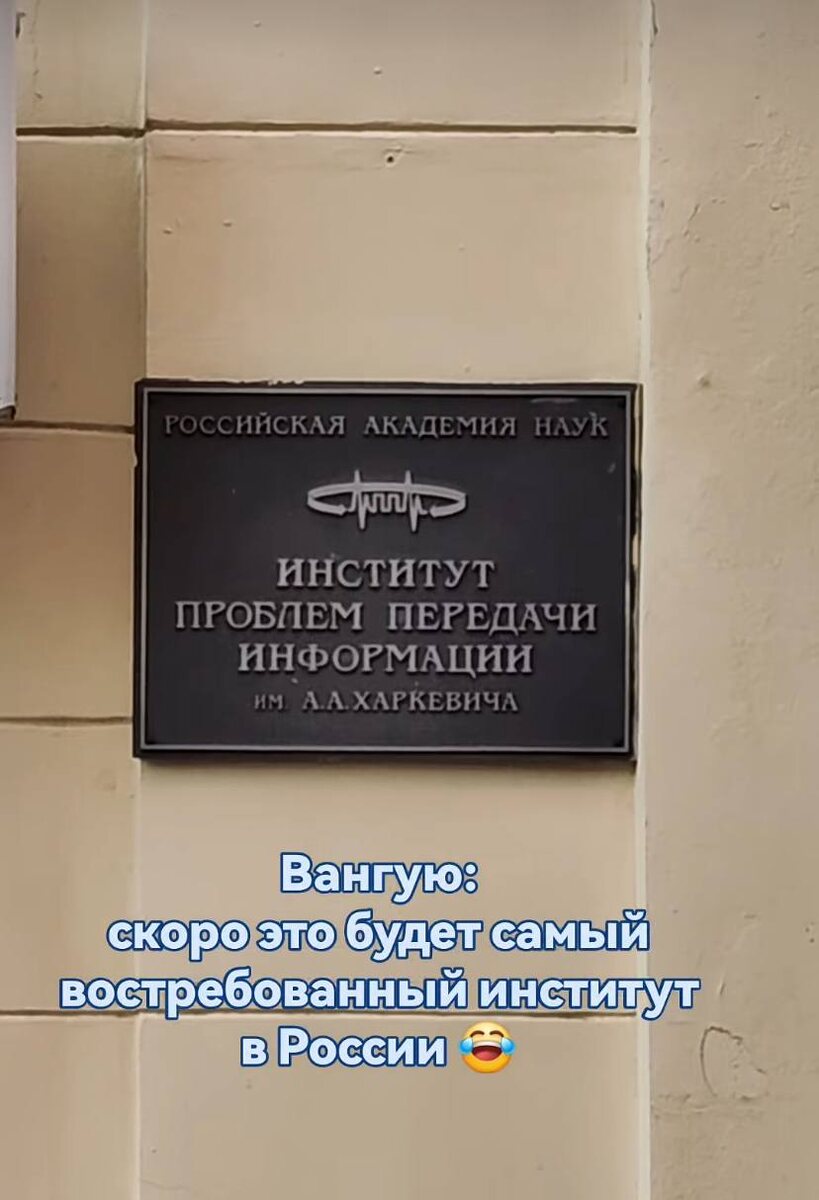 РОССИЙСКАЯ АКАДЕМИЯ НАУК
ИНСТИТУТ
ПРОБЛЕМ ПЕРЕДАЧИ
ИНФОРМАЦИИ
ИМ. А.А.ХАРКЕВИЧА
Вангую:
скоро это будет самый
востребованный институт
в России 😂